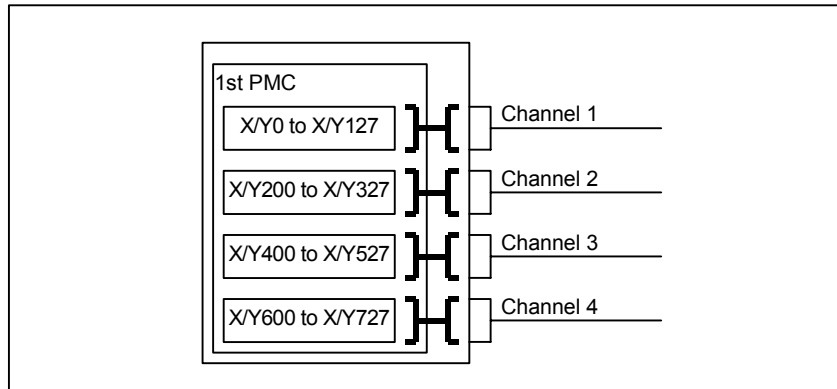 1st PMC
X/Y0 to X/Y127
Channel 1
X/Y200 to X/Y327
Channel 2
X/Y400 to X/Y527
Channel 3
X/Y600 to X/Y727
Channel 4